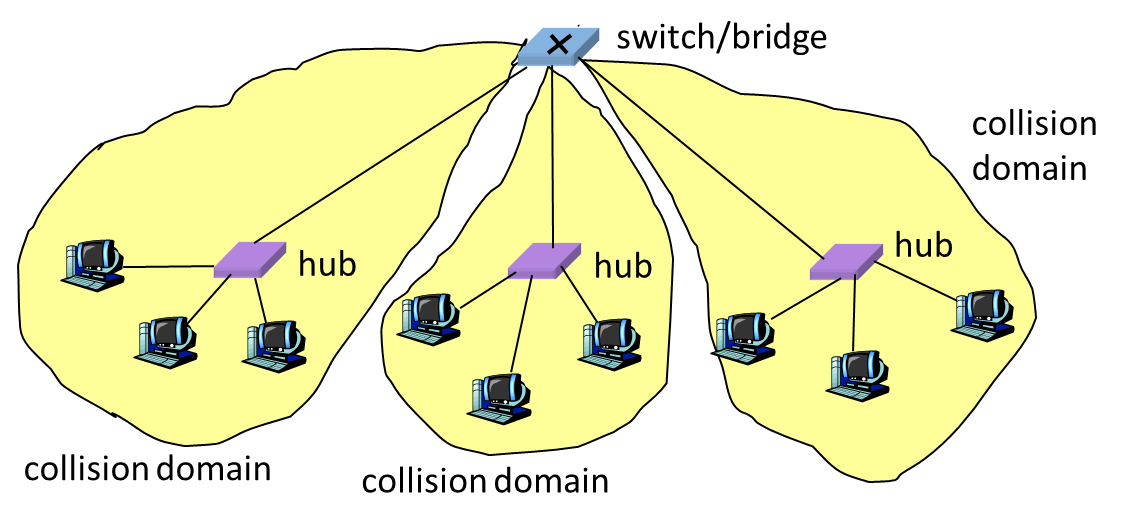 switch/bridge
collision
domain
hub
hub
hub
collision domain
collision domain